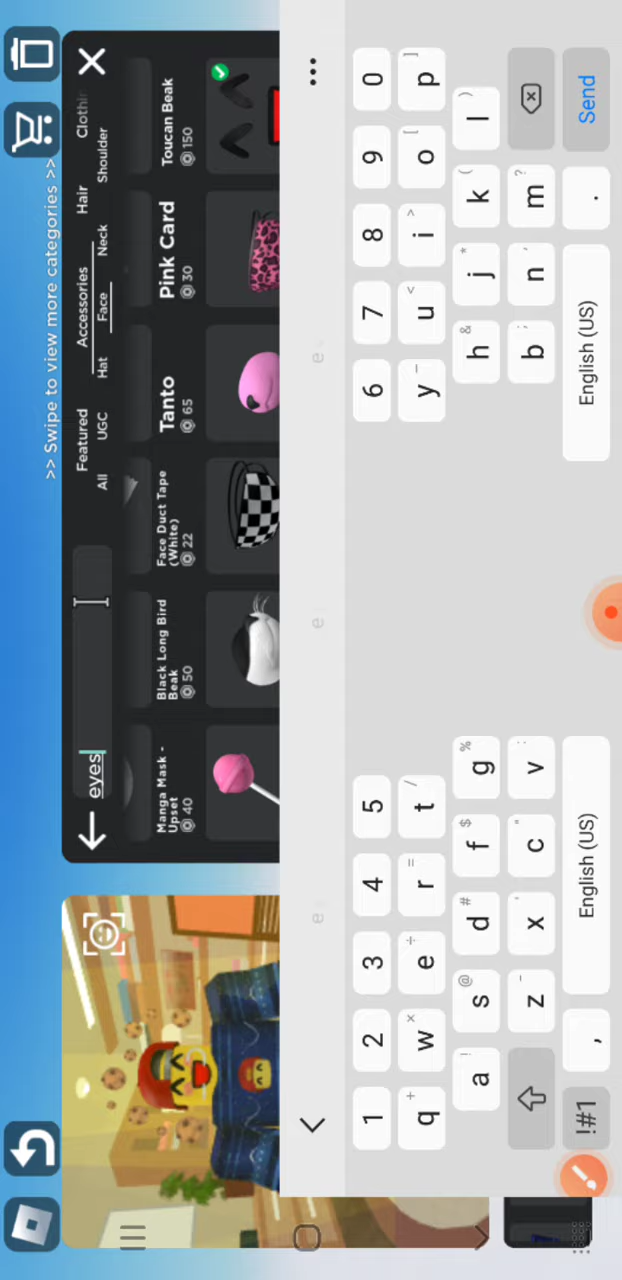 >> Swipe to view more categories >>
eyes
Featured
Accessories
Hair
Clothi
All
UGC
Hat
Face
Neck
Shoulder
Manga Mask -
Upset
40
Black Long Bird
Beak
50
Face Duct Tape
(White)
22
Tanto
65
Pink Card
30
Toucan Beak
150
e
e
e
1 2 3 4 5 6 7 8 9 0
q + w × e ÷ r = t / y _ u < i > o [ p ]
a ! s @ d # f $ g % h & j * k ( l )
z - x ' c " v : b ; n , m ?
!#1 , English (US) English (US) . Send